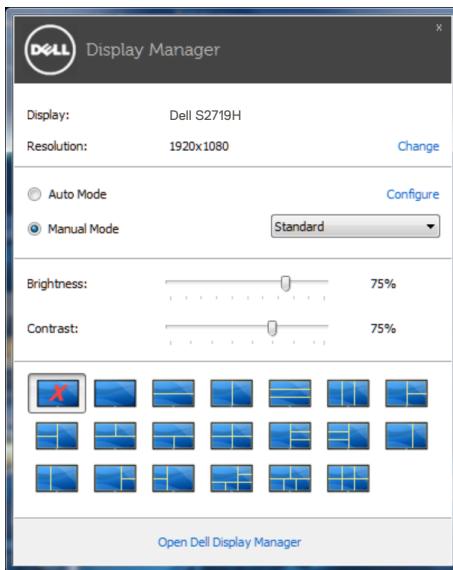 x
DELL Display Manager
Display: Dell S2719H
Resolution: 1920x1080 Change
Auto Mode Configure
Manual Mode Standard
Brightness: 75%
Contrast: 75%
X
Open Dell Display Manager